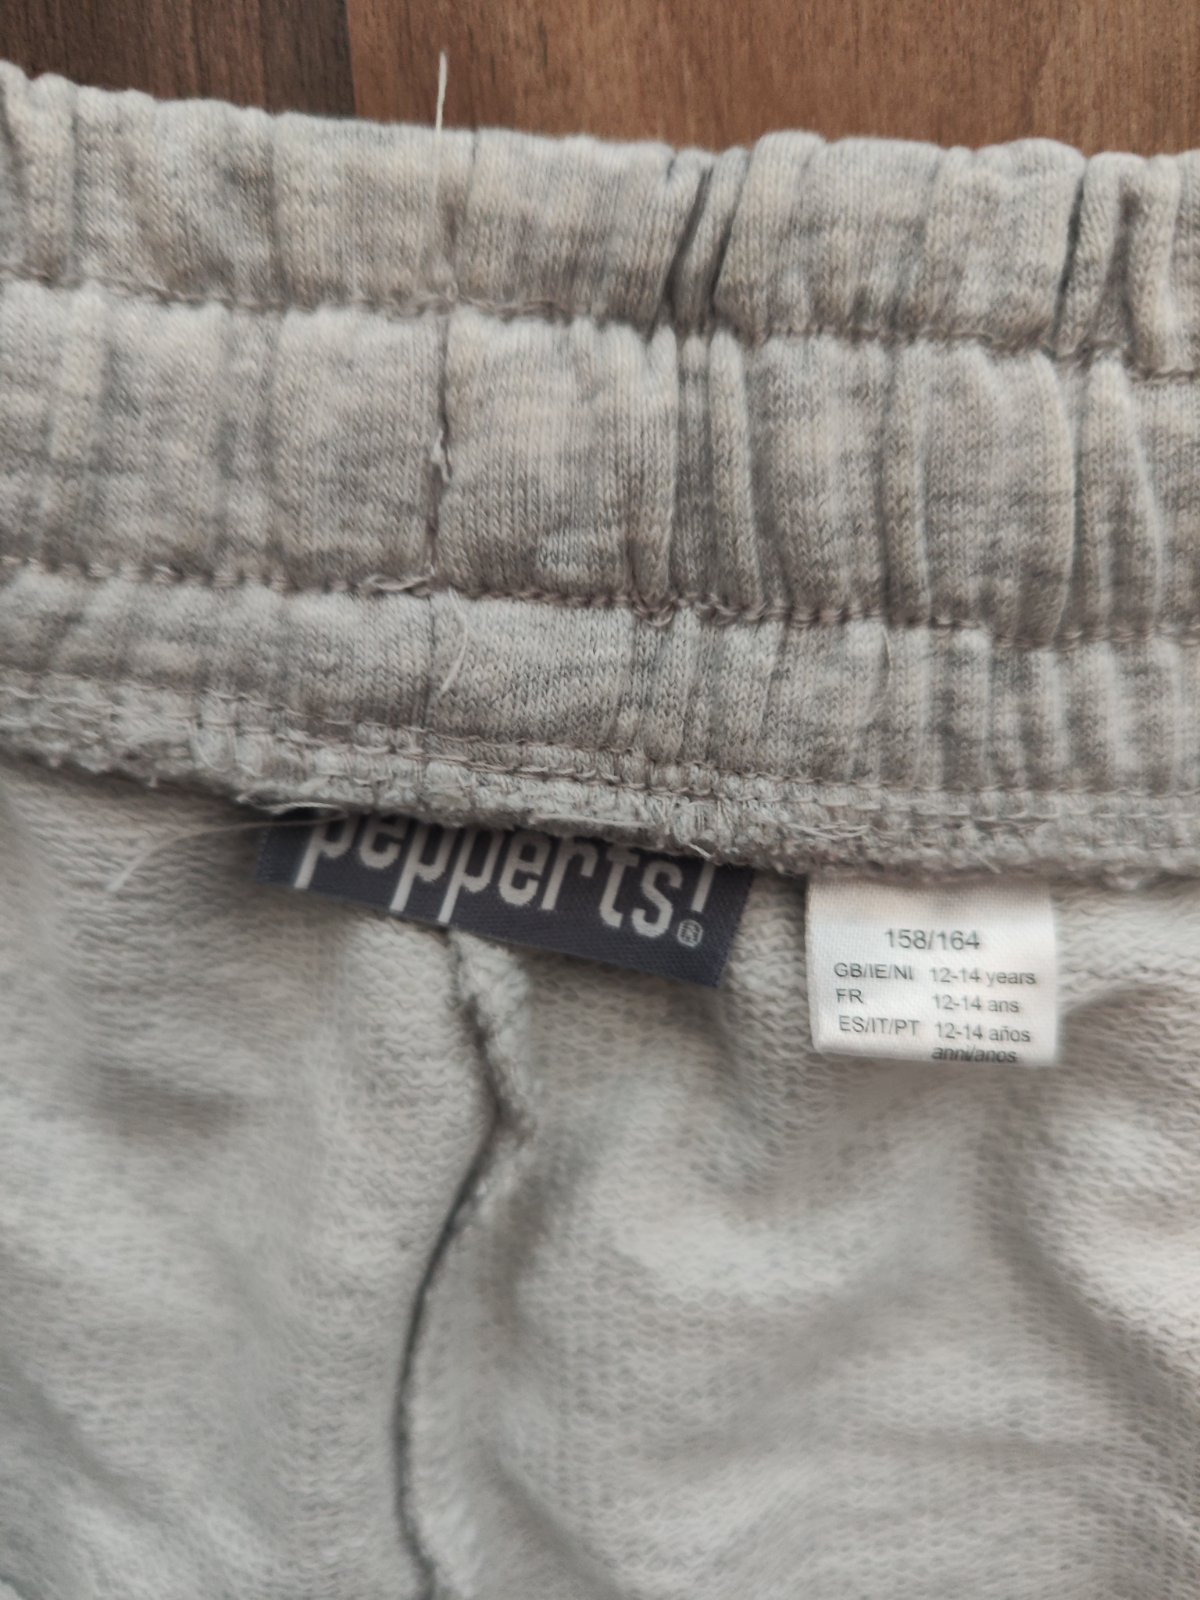 pepperts!®
158/164
GB/IE/NI 12-14 years
FR 12-14 ans
ES/IT/PT 12-14 años
anni/anos